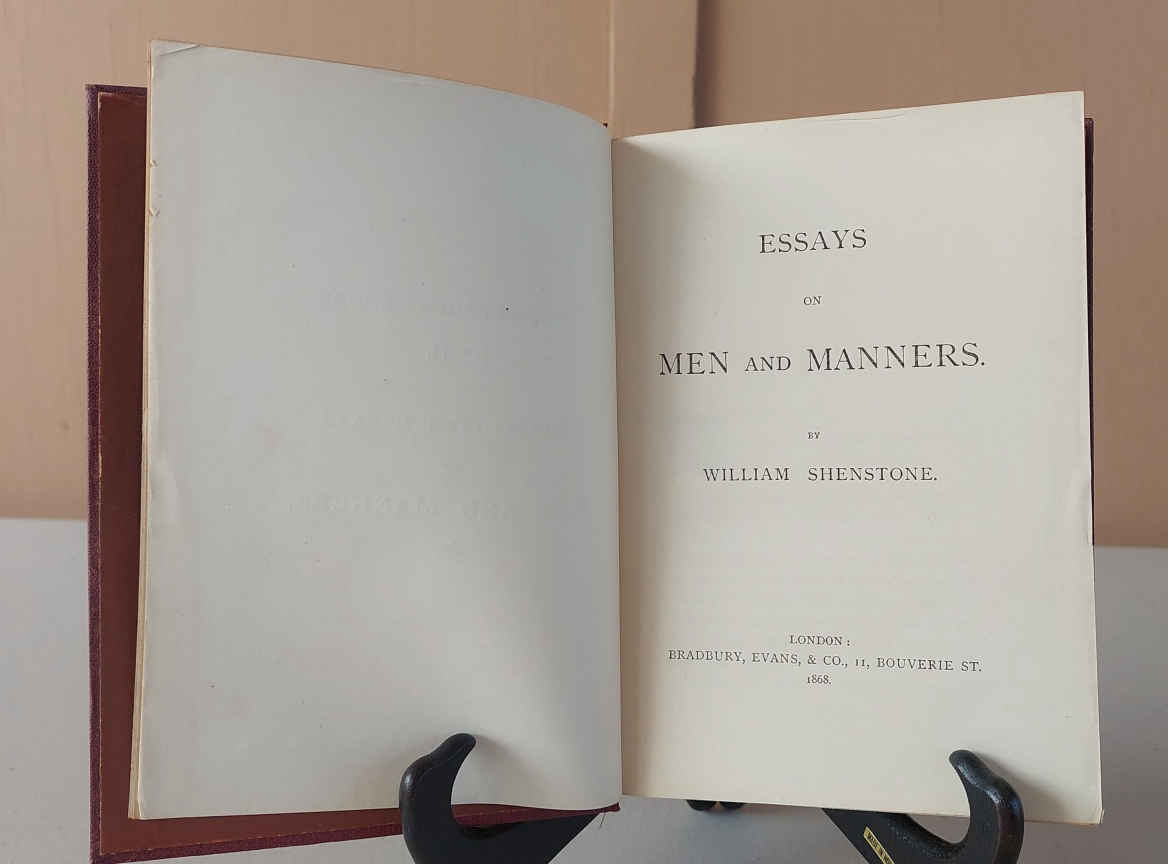 ESSAYS
ON
MEN AND MANNERS.
BY
WILLIAM SHENSTONE.
LONDON:
BRADBURY, EVANS, & CO., 11, BOUVERIE ST.
1868.